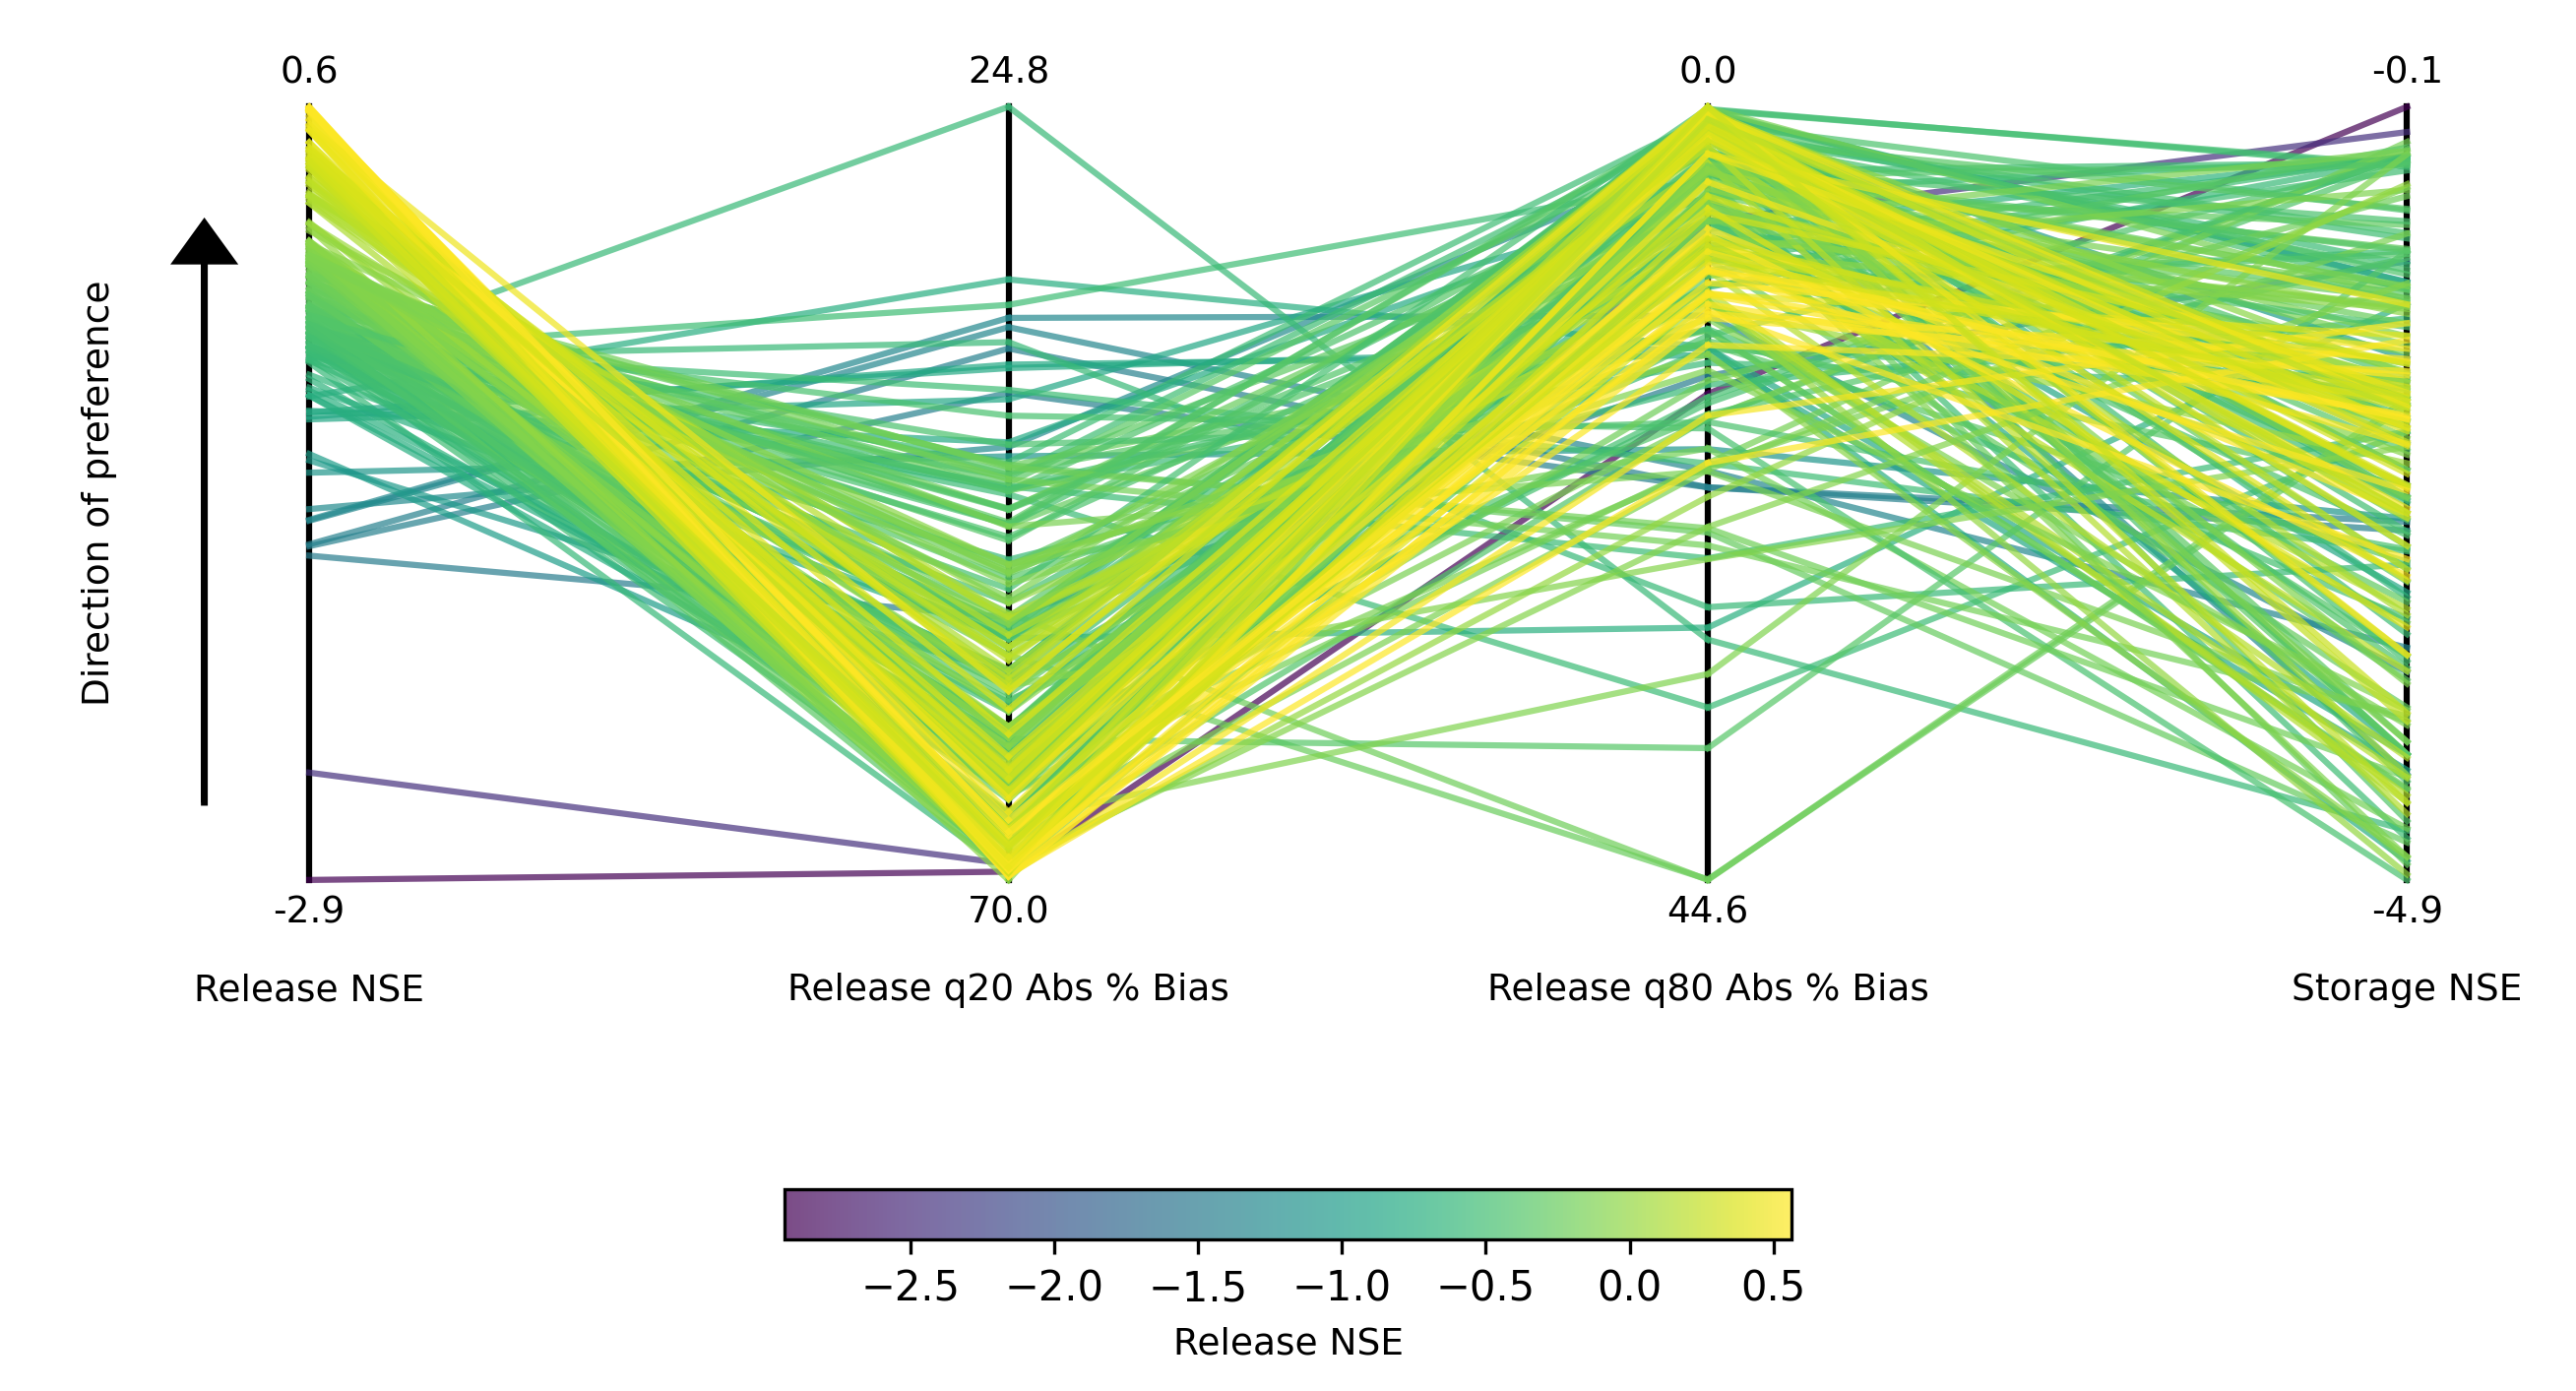 0.6 24.8 0.0 -0.1
Direction of preference
-2.9 70.0 44.6 -4.9
Release NSE Release q20 Abs % Bias Release q80 Abs % Bias Storage NSE
−2.5 −2.0 −1.5 −1.0 −0.5 0.0 0.5
Release NSE